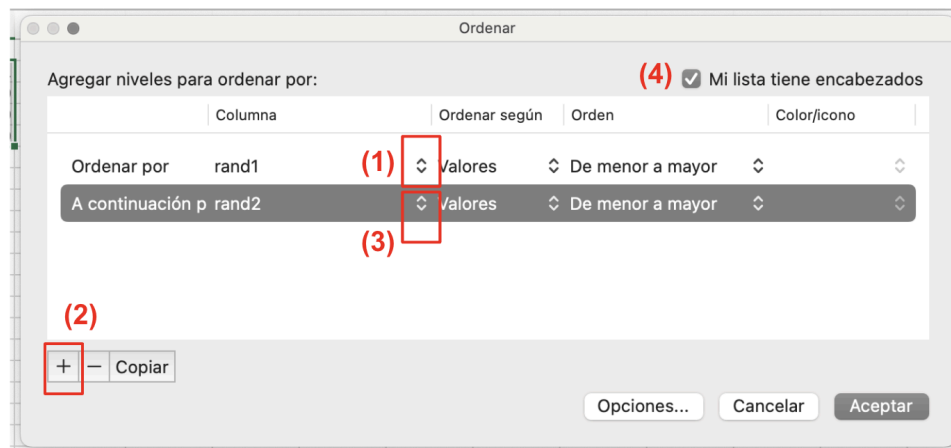 Ordenar
Agregar niveles para ordenar por: (4) Mi lista tiene encabezados
Columna Ordenar según Orden Color/icono
Ordenar por rand1 (1) Valores De menor a mayor
A continuación p rand2 Valores De menor a mayor
(3)
(2)
+ − Copiar
Opciones... Cancelar Aceptar